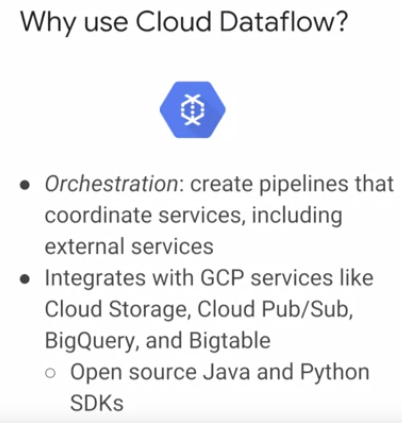 Why use Cloud Dataflow?
● Orchestration: create pipelines that
coordinate services, including
external services
● Integrates with GCP services like
Cloud Storage, Cloud Pub/Sub,
BigQuery, and Bigtable
○ Open source Java and Python
SDKs